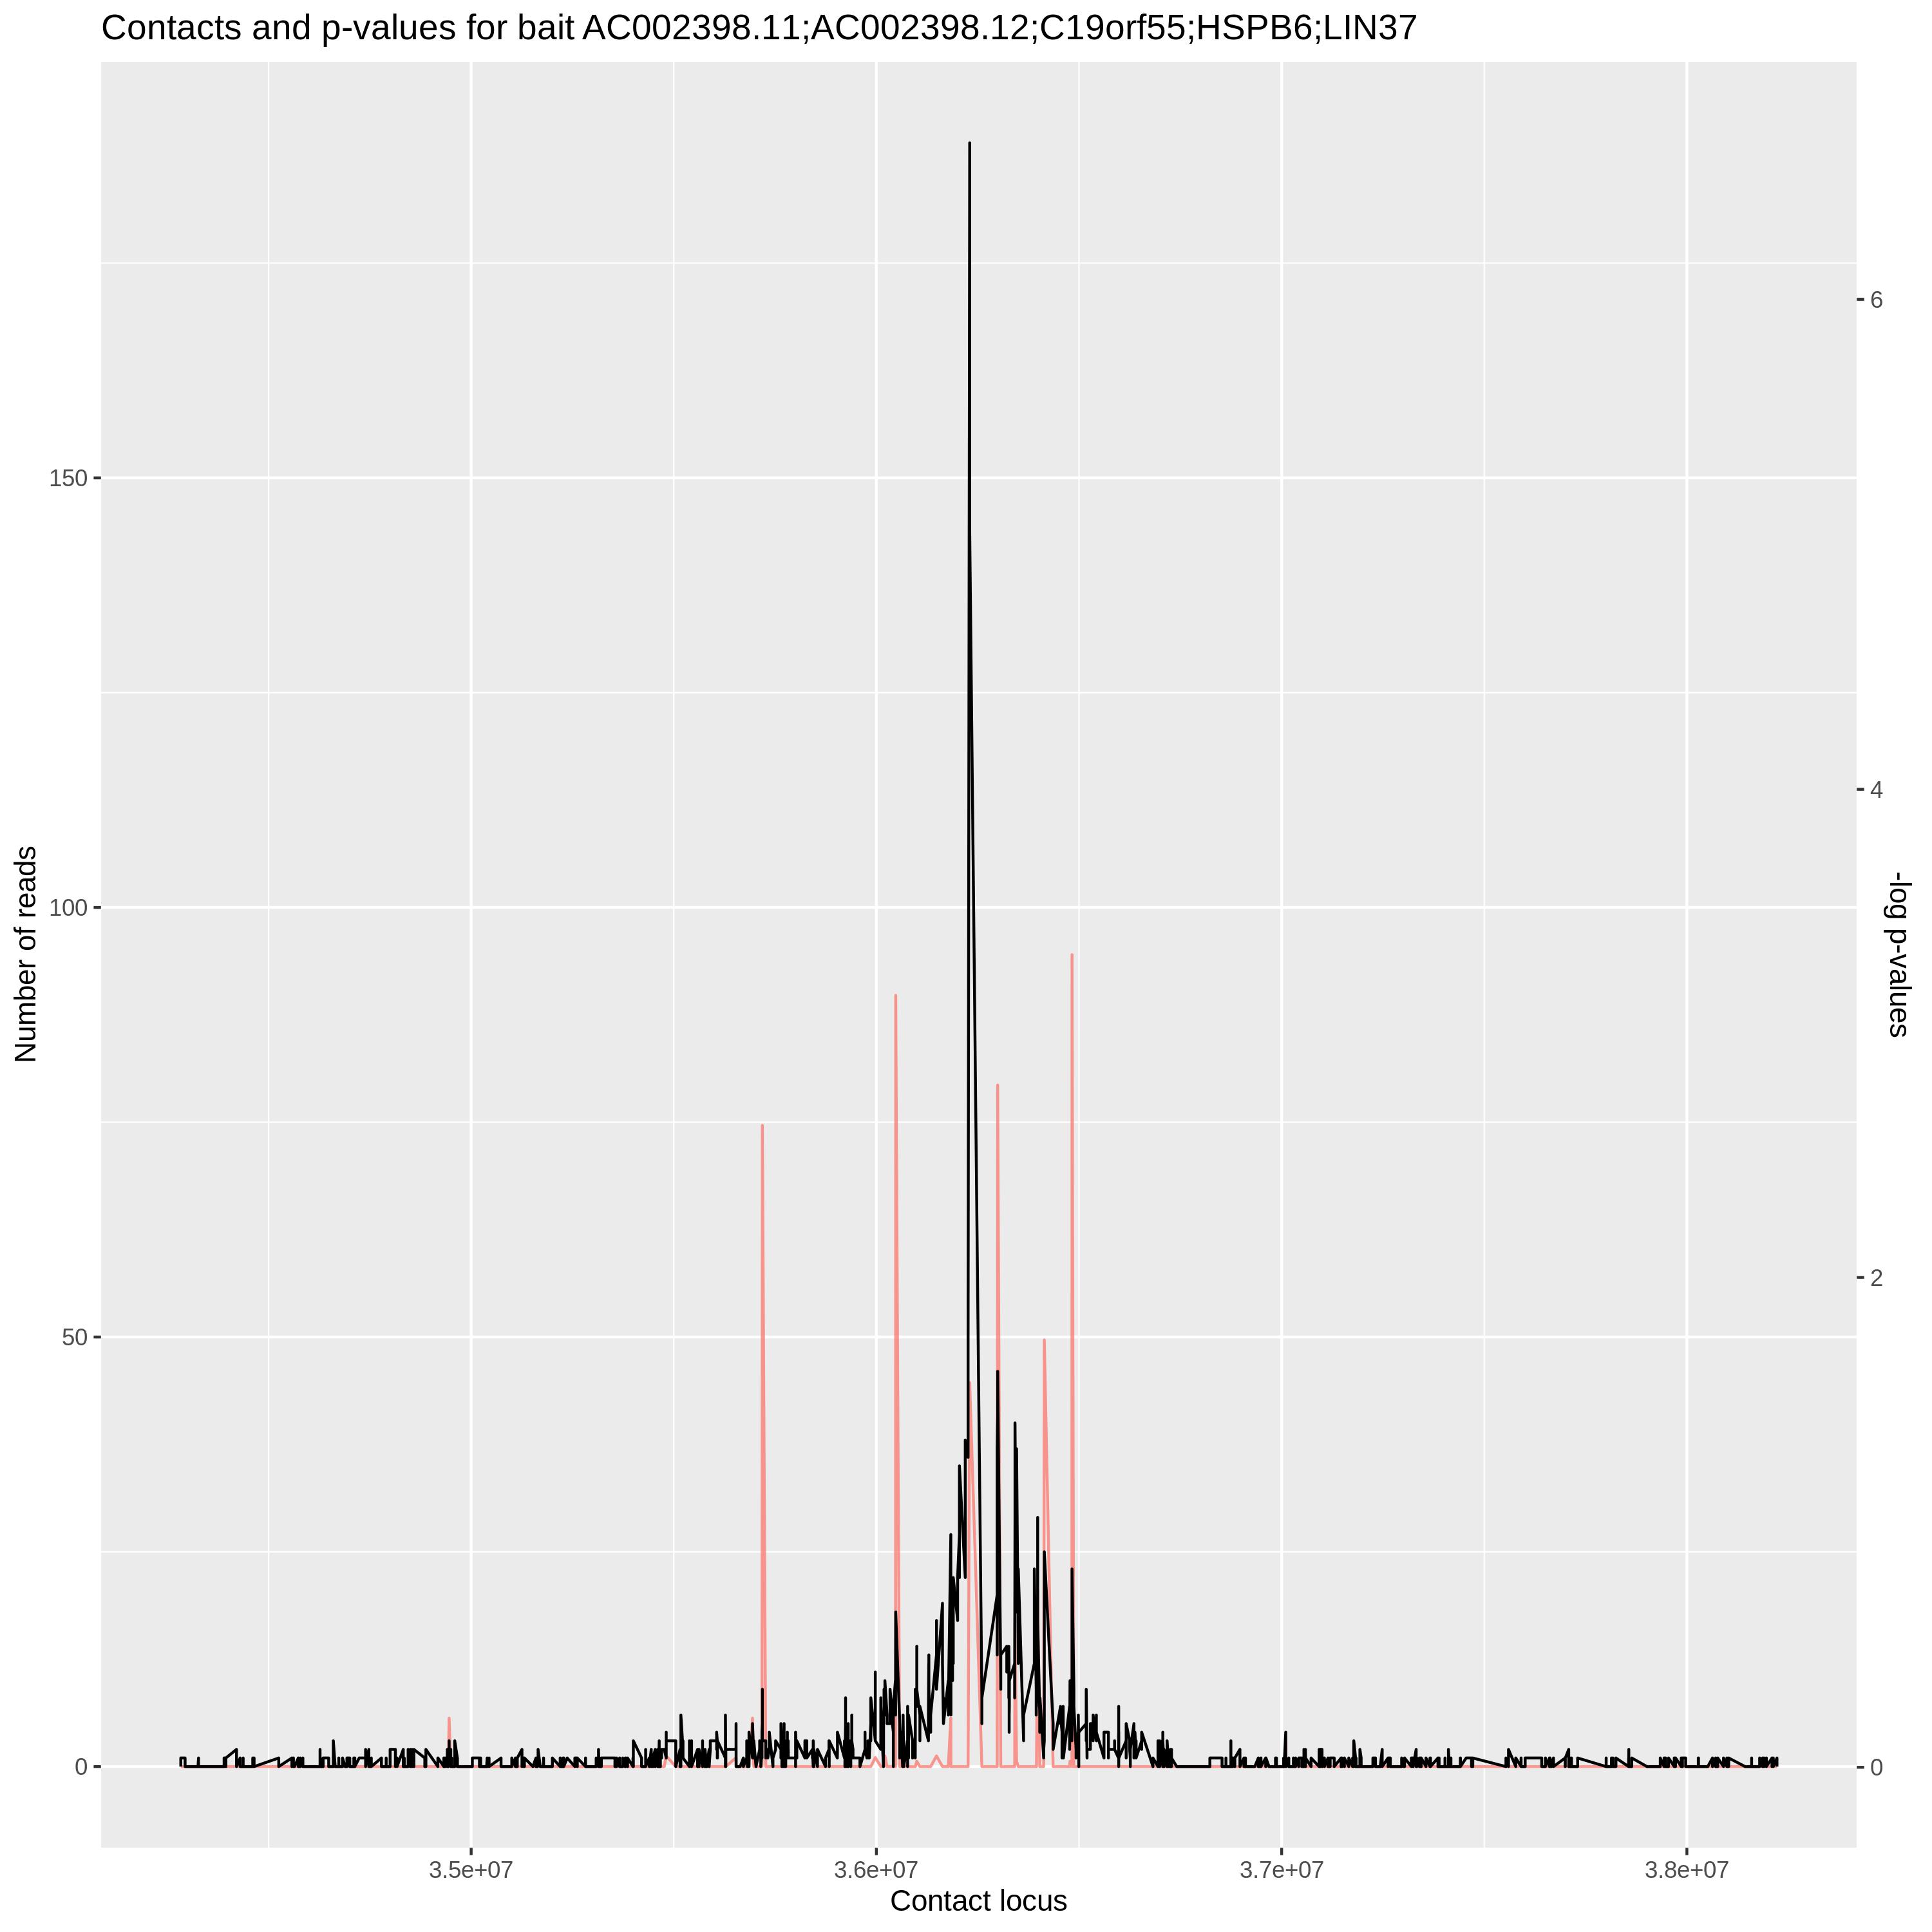 Contacts and p-values for bait AC002398.11;AC002398.12;C19orf55;HSPB6;LIN37
Number of reads
150
100
50
0
6
4
2
0
-log p-values
3.5e+07
3.6e+07
3.7e+07
3.8e+07
Contact locus